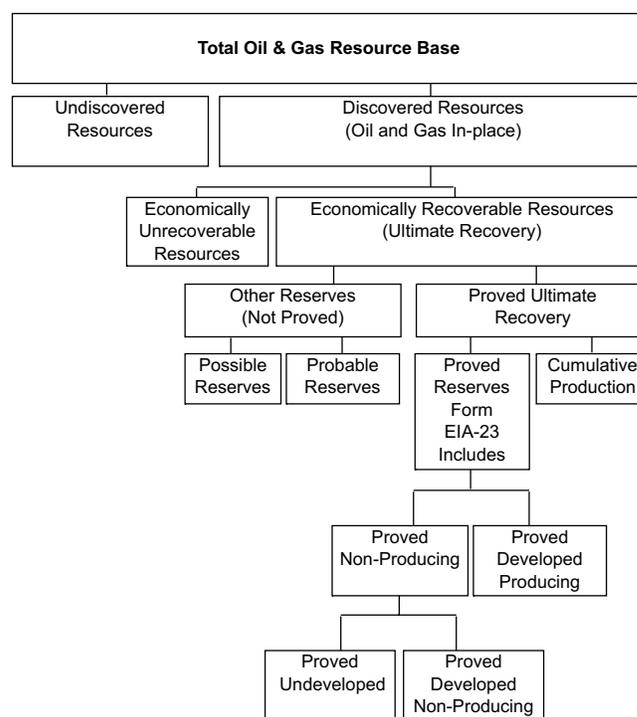 Total Oil & Gas Resource Base
Undiscovered
Resources
Discovered Resources
(Oil and Gas In-place)
Economically
Unrecoverable
Resources
Economically Recoverable Resources
(Ultimate Recovery)
Other Reserves
(Not Proved)
Proved Ultimate
Recovery
Possible
Reserves
Probable
Reserves
Proved
Reserves
Form
EIA-23
Includes
Cumulative
Production
Proved
Non-Producing
Proved
Developed
Producing
Proved
Undeveloped
Proved
Developed
Non-Producing